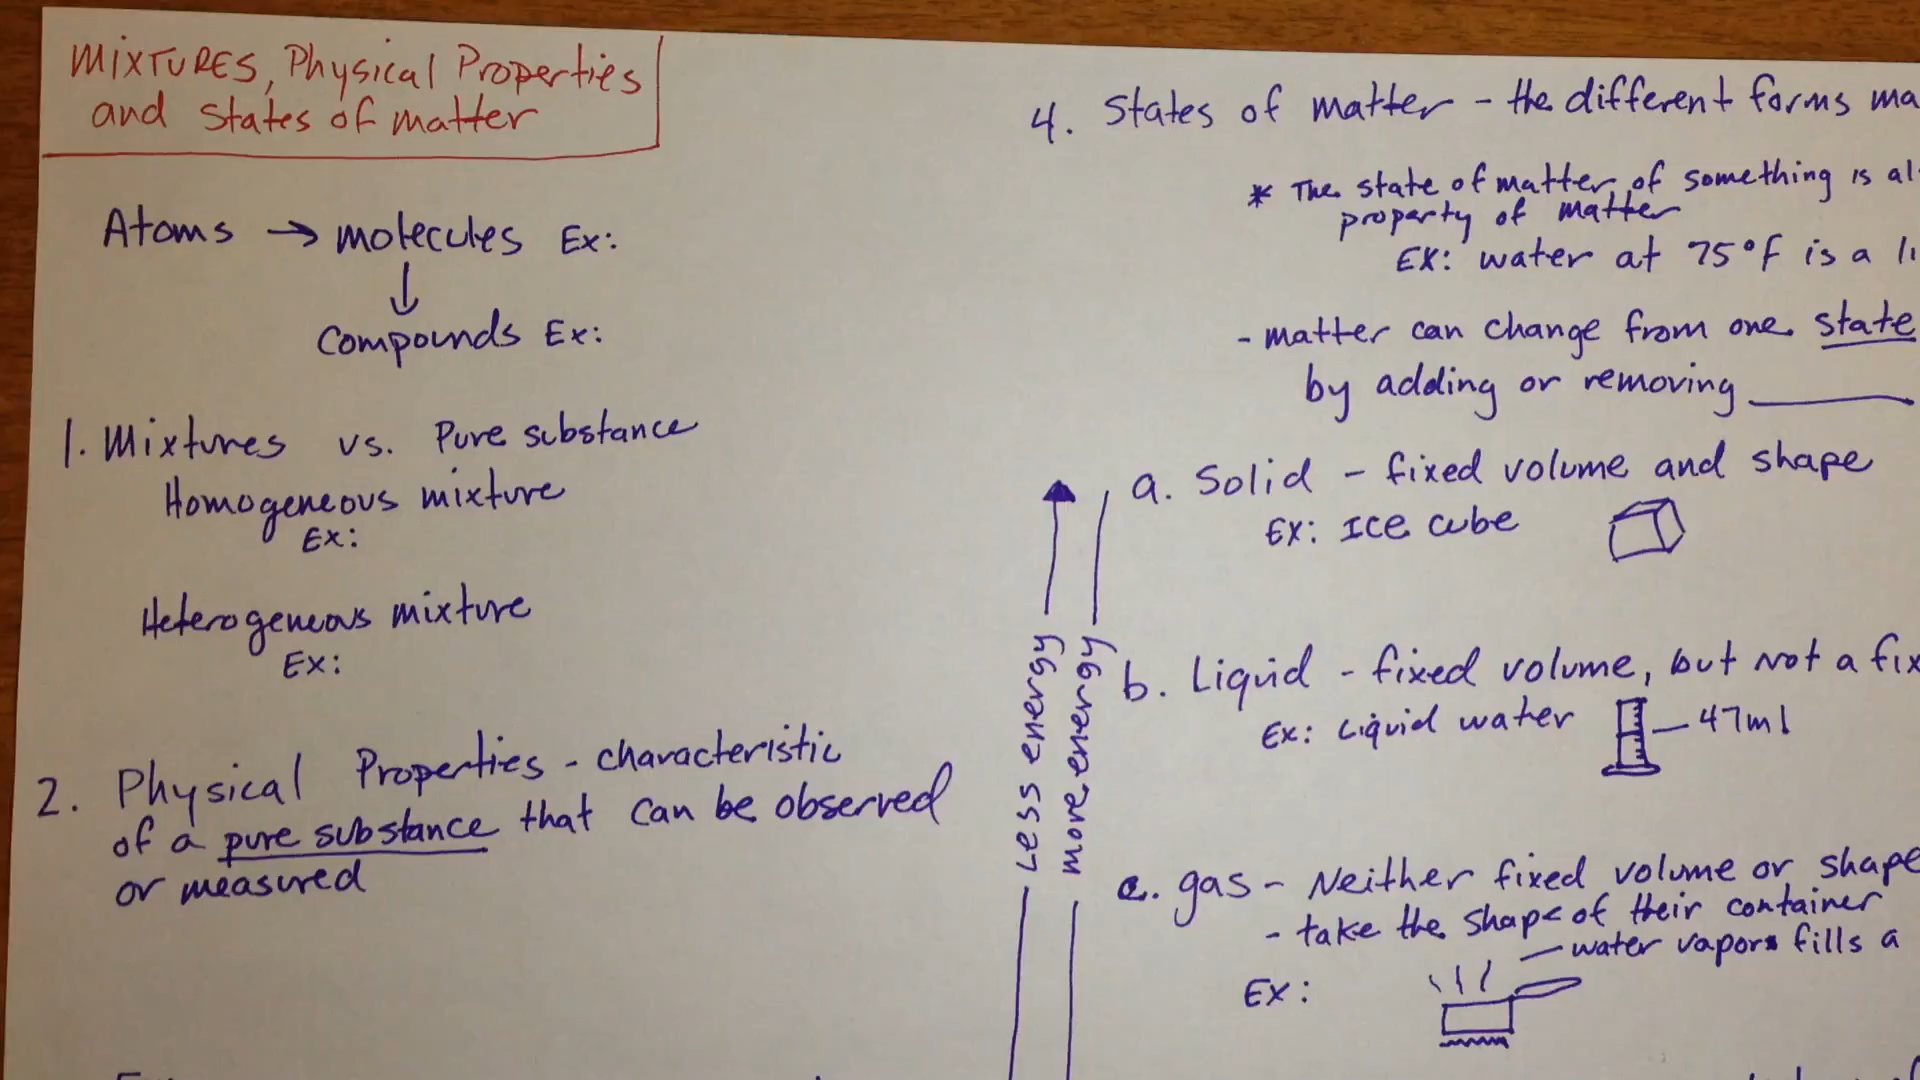 MIXTURES, Physical Properties
and States of matter
Atoms → molecules Ex:
↓
Compounds Ex:
1. Mixtures vs. Pure substance
Homogeneous mixture
Ex:
Heterogeneous mixture
Ex:
2. Physical Properties - characteristic
of a pure substance that can be observed
or measured
4. States of matter - the different forms ma
* The state of matter of something is al
property of matter
EX: water at 75°F is a li
- matter can change from one state
by adding or removing ______
Less energy
more energy
a. Solid - fixed volume and shape
EX: ICE cube
b. Liquid - fixed volume, but not a fix
Ex: Liquid water
47ml
c. gas - Neither fixed volume or shape
- take the shape of their container
water vapors fills a
Ex: